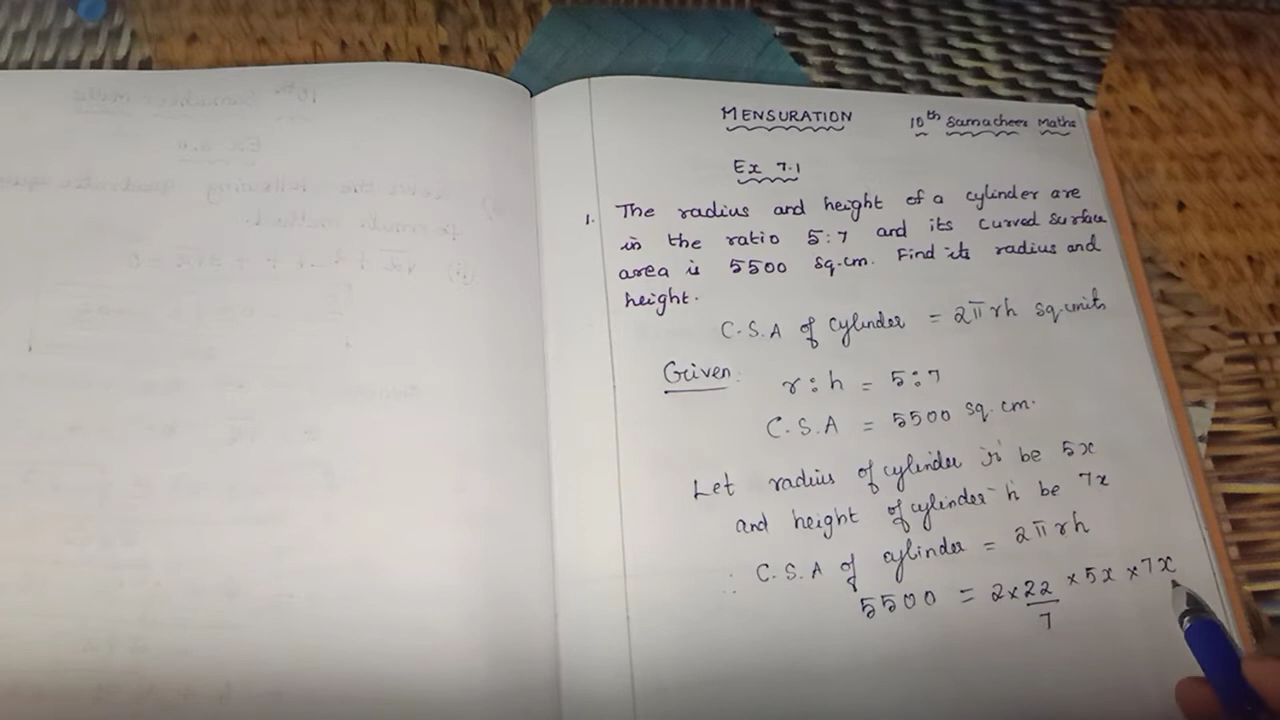 MENSURATION
10th Samacheer Maths
Ex 7.1
1. The radius and height of a cylinder are
in the ratio 5:7 and its curved surface
area is 5500 sq.cm. Find its radius and
height.
C.S.A of cylinder = 2πrh sq.units
Given:
r:h = 5:7
C.S.A = 5500 sq.cm.
Let radius of cylinder 'r' be 5x
and height of cylinder 'h' be 7x
∴ C.S.A of cylinder = 2πrh
5500 = 2 × 22/7 × 5x × 7x